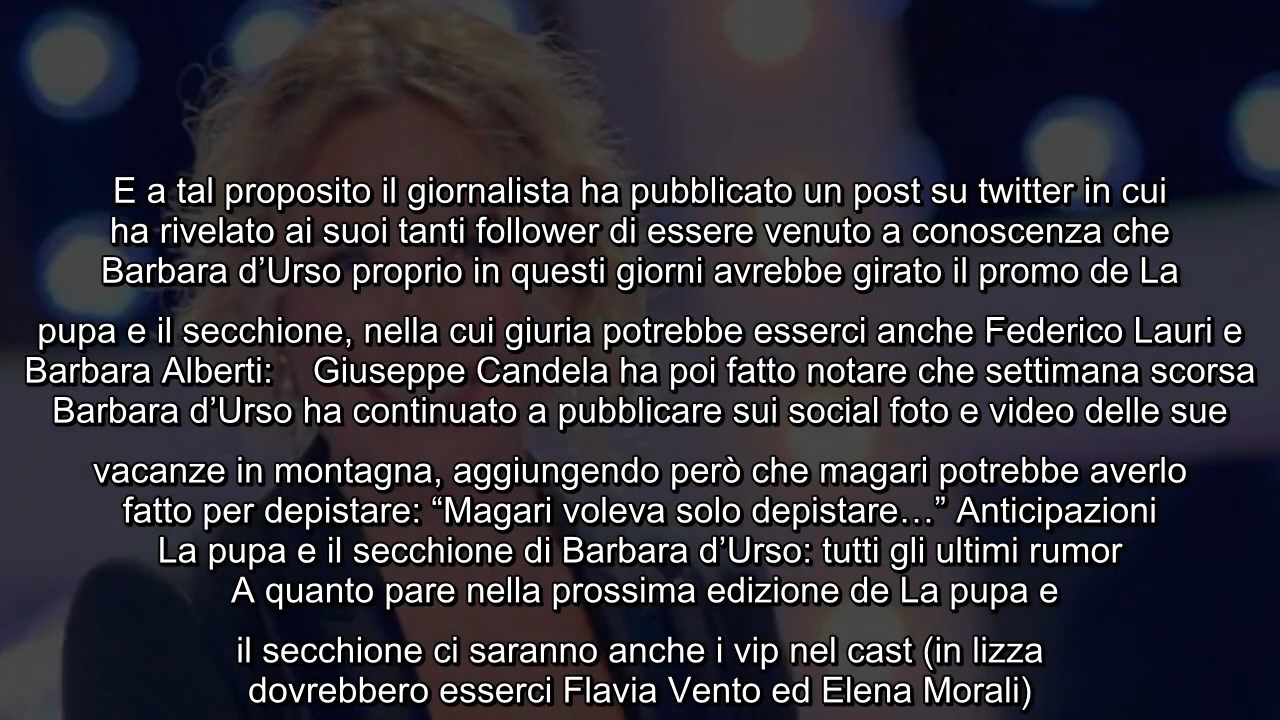 E a tal proposito il giornalista ha pubblicato un post su twitter in cui
ha rivelato ai suoi tanti follower di essere venuto a conoscenza che
Barbara d’Urso proprio in questi giorni avrebbe girato il promo de La
pupa e il secchione, nella cui giuria potrebbe esserci anche Federico Lauri e
Barbara Alberti:    Giuseppe Candela ha poi fatto notare che settimana scorsa
Barbara d’Urso ha continuato a pubblicare sui social foto e video delle sue
vacanze in montagna, aggiungendo però che magari potrebbe averlo
fatto per depistare: “Magari voleva solo depistare…” Anticipazioni
La pupa e il secchione di Barbara d’Urso: tutti gli ultimi rumor
A quanto pare nella prossima edizione de La pupa e
il secchione ci saranno anche i vip nel cast (in lizza
dovrebbero esserci Flavia Vento ed Elena Morali)